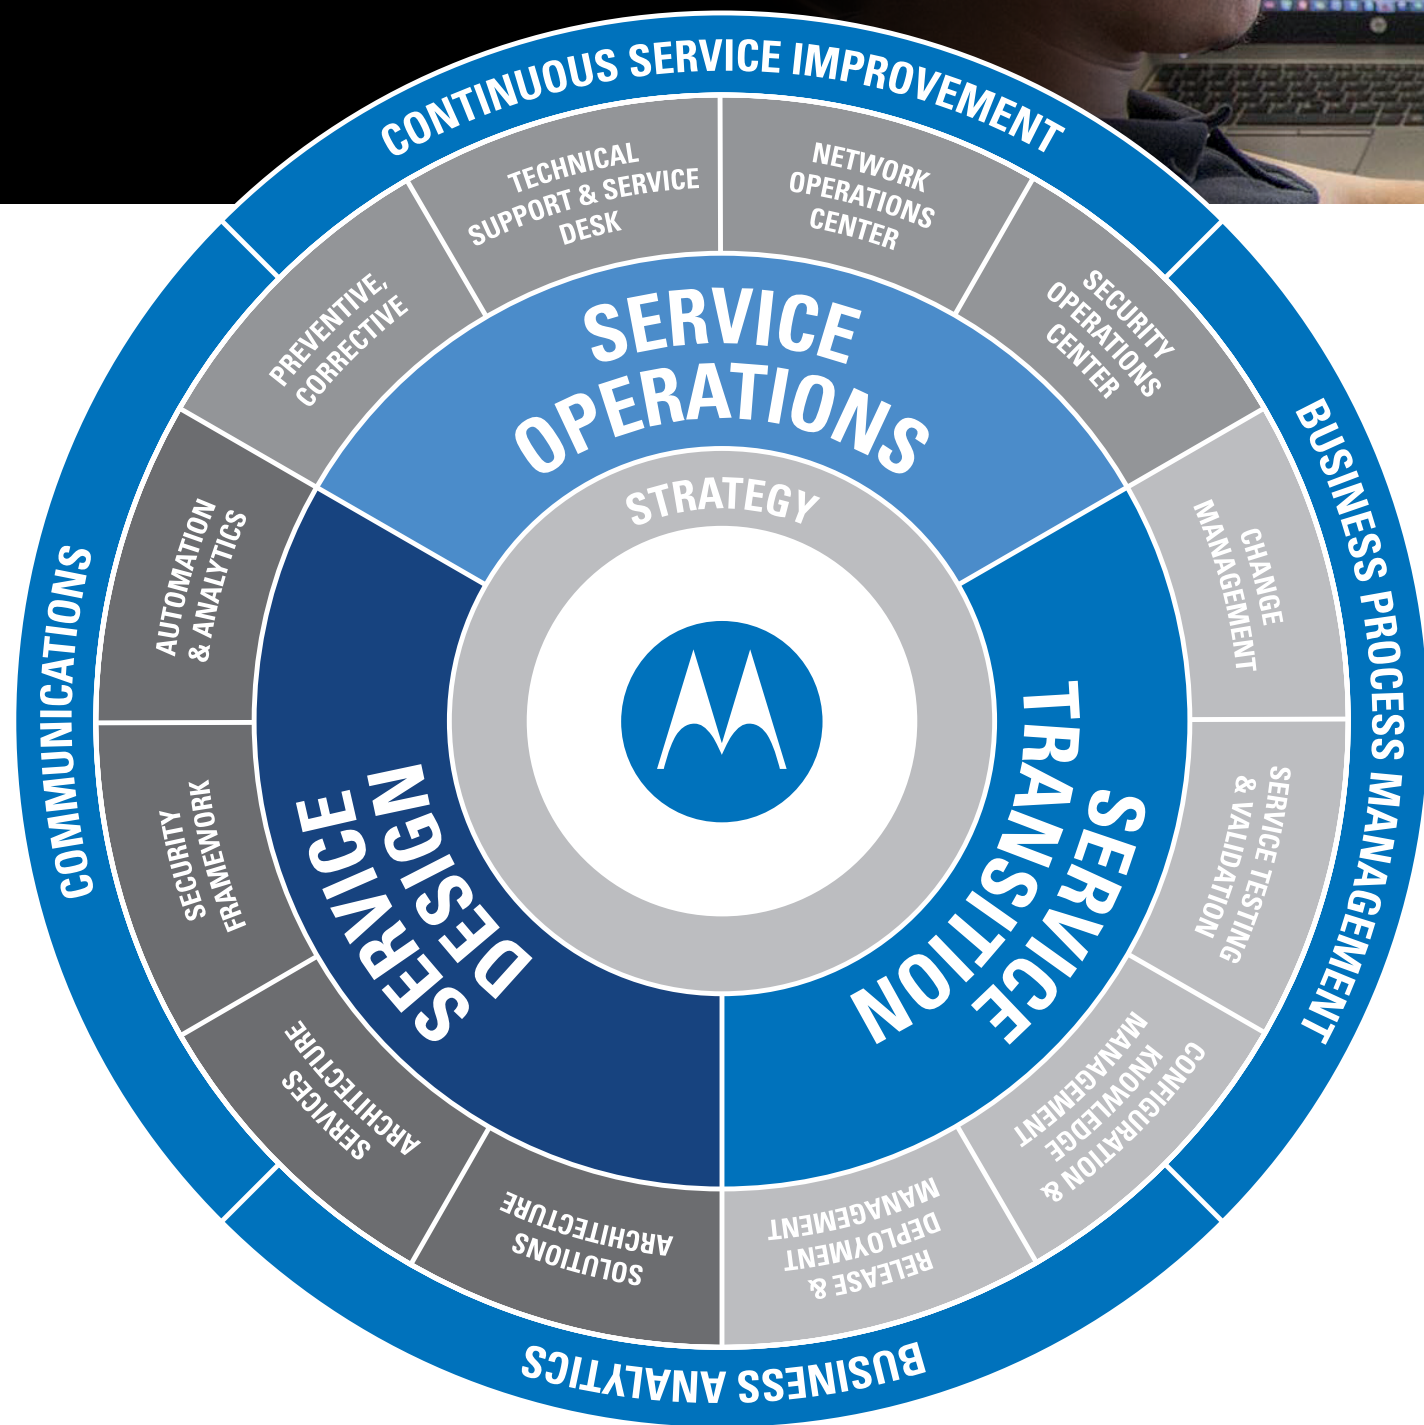 CONTINUOUS SERVICE IMPROVEMENT
BUSINESS PROCESS MANAGEMENT
BUSINESS ANALYTICS
COMMUNICATIONS
TECHNICAL
SUPPORT & SERVICE
DESK
NETWORK
OPERATIONS
CENTER
SECURITY
OPERATIONS
CENTER
CHANGE
MANAGEMENT
SERVICE TESTING
& VALIDATION
CONFIGURATION &
KNOWLEDGE
MANAGEMENT
RELEASE &
DEPLOYMENT
MANAGEMENT
SOLUTIONS
ARCHITECTURE
SERVICES
ARCHITECTURE
SECURITY
FRAMEWORK
AUTOMATION
& ANALYTICS
PREVENTIVE,
CORRECTIVE
SERVICE
OPERATIONS
SERVICE
TRANSITION
SERVICE
DESIGN
STRATEGY